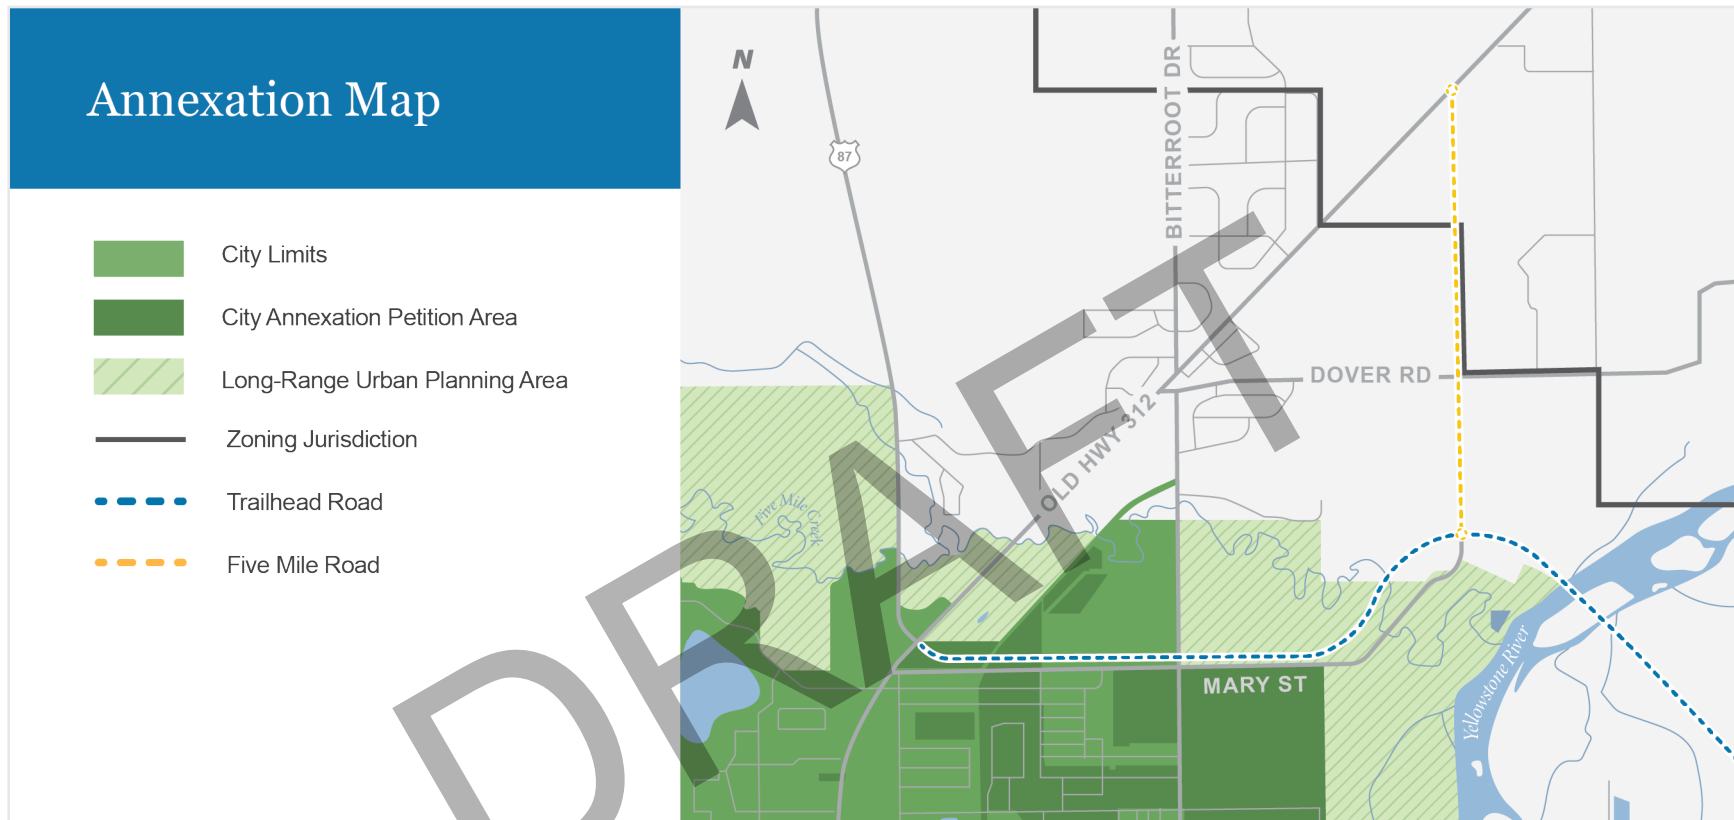 Annexation Map
City Limits
City Annexation Petition Area
Long-Range Urban Planning Area
Zoning Jurisdiction
Trailhead Road
Five Mile Road
N
87
BITTERROOT DR
DOVER RD
OLD HWY 312
Five Mile Creek
MARY ST
Yellowstone River
DRAFT